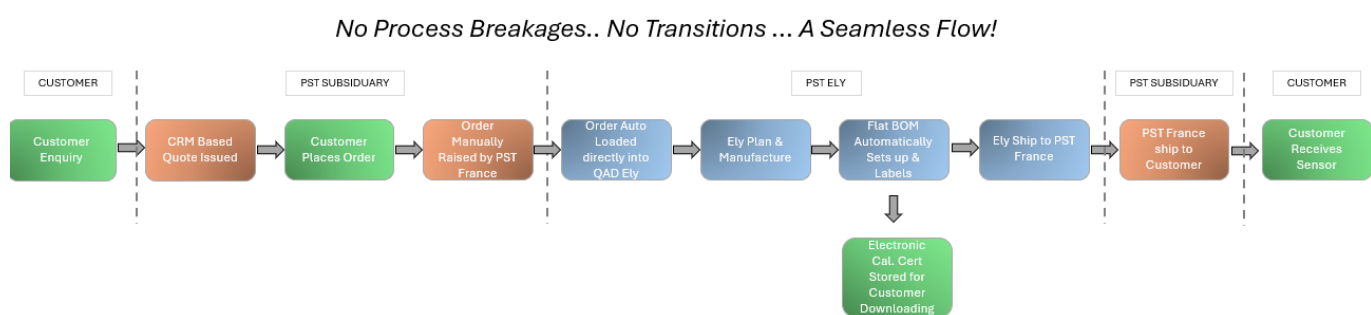 No Process Breakages.. No Transitions ... A Seamless Flow!
CUSTOMER
PST SUBSIDUARY
PST ELY
PST SUBSIDUARY
CUSTOMER
Customer
Enquiry
CRM Based
Quote Issued
Customer
Places Order
Order
Manually
Raised by PST
France
Order Auto
Loaded
directly into
QAD Ely
Ely Plan &
Manufacture
Flat BOM
Automatically
Sets up &
Labels
Ely Ship to PST
France
PST France
ship to
Customer
Customer
Receives
Sensor
Electronic
Cal. Cert
Stored for
Customer
Downloading